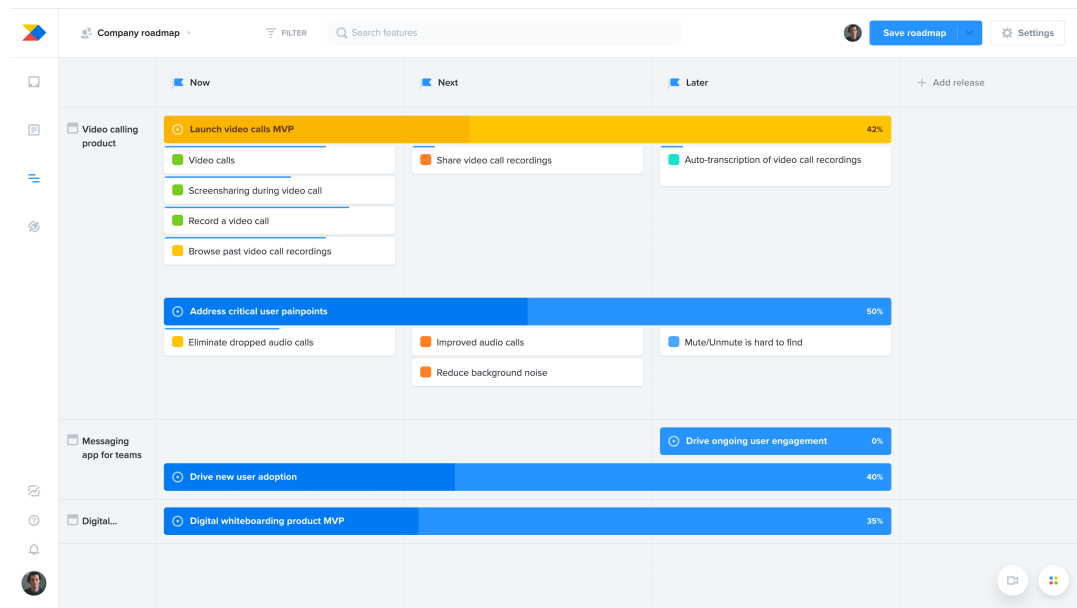 Company roadmap
FILTER
Search features
Save roadmap
Settings
Now
Next
Later
Add release
Video calling
product
Launch video calls MVP
42%
Video calls
Share video call recordings
Auto-transcription of video call recordings
Screensharing during video call
Record a video call
Browse past video call recordings
Address critical user painpoints
50%
Eliminate dropped audio calls
Improved audio calls
Mute/Unmute is hard to find
Reduce background noise
Messaging
app for teams
Drive ongoing user engagement
0%
Drive new user adoption
40%
Digital...
Digital whiteboarding product MVP
35%